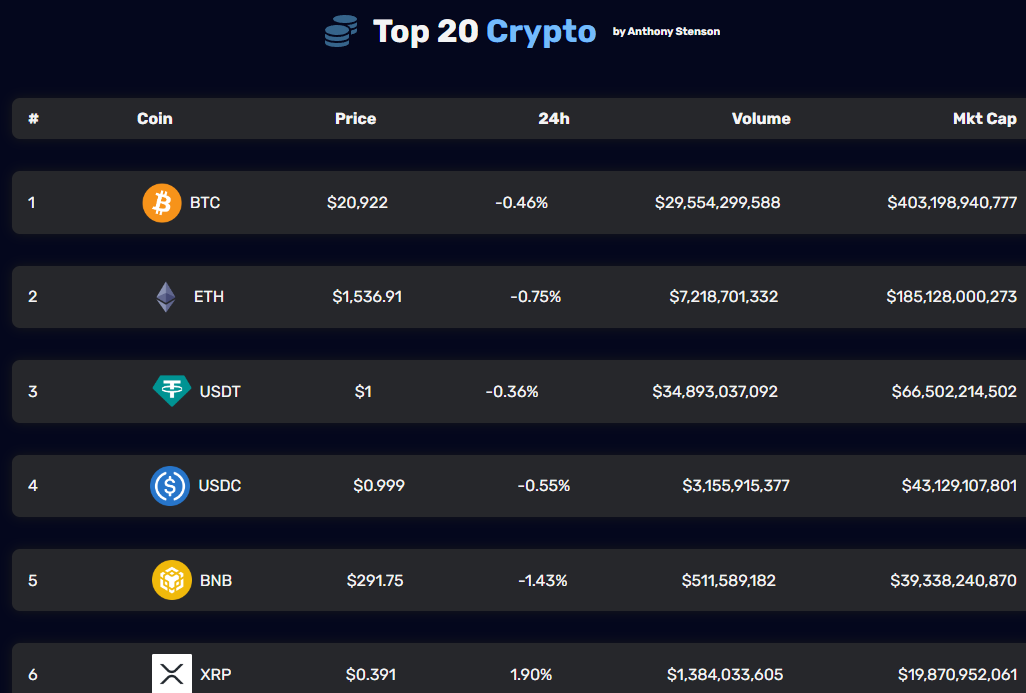 Top 20 Crypto by Anthony Stenson
# Coin Price 24h Volume Mkt Cap
1 BTC $20,922 -0.46% $29,554,299,588 $403,198,940,777
2 ETH $1,536.91 -0.75% $7,218,701,332 $185,128,000,273
3 USDT $1 -0.36% $34,893,037,092 $66,502,214,502
4 USDC $0.999 -0.55% $3,155,915,377 $43,129,107,801
5 BNB $291.75 -1.43% $511,589,182 $39,338,240,870
6 XRP $0.391 1.90% $1,384,033,605 $19,870,952,061